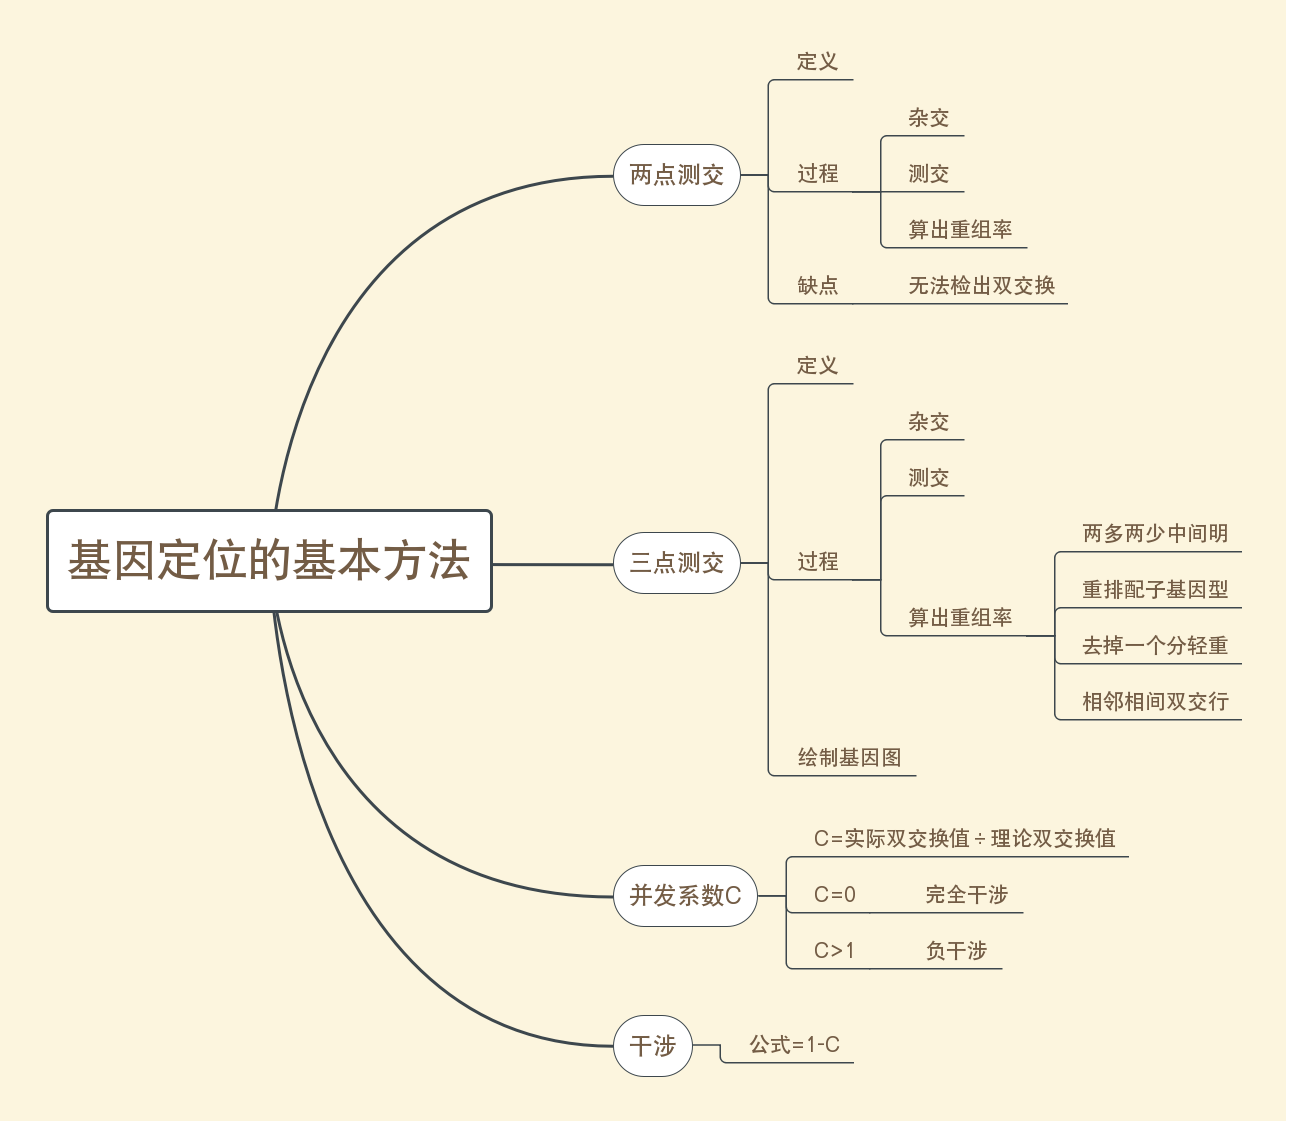 基因定位的基本方法
两点测交
定义
过程
杂交
测交
算出重组率
缺点
无法检出双交换
三点测交
定义
过程
杂交
测交
算出重组率
两多两少中间明
重排配子基因型
去掉一个分轻重
相邻相间双交行
绘制基因图
并发系数C
C=实际双交换值÷理论双交换值
C=0
完全干涉
C>1
负干涉
干涉
公式=1-C